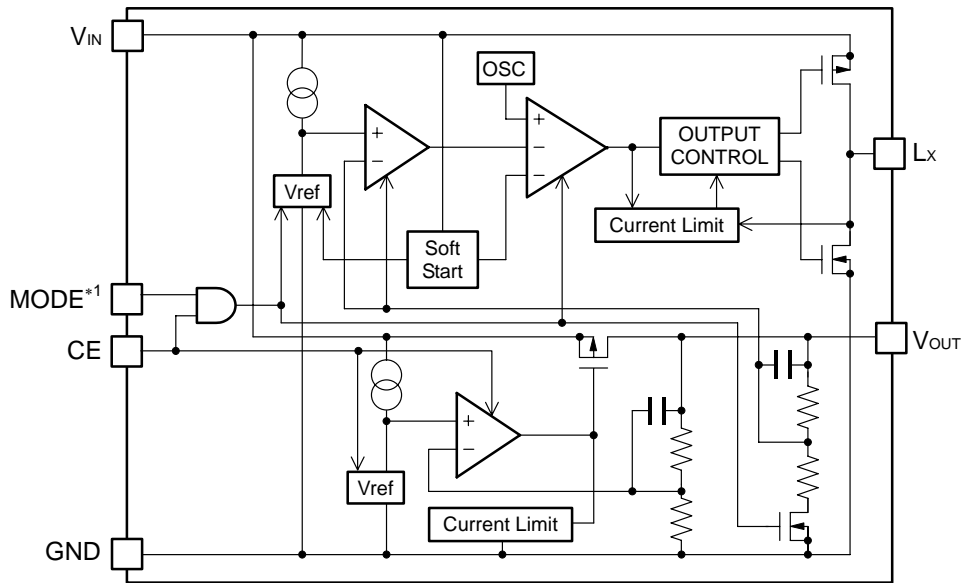 VIN
OSC
+
+
−
−
−
OUTPUT
CONTROL
LX
Vref
Current Limit
Soft
Start
MODE*1
CE
VOUT
+
−
Vref
Current Limit
GND